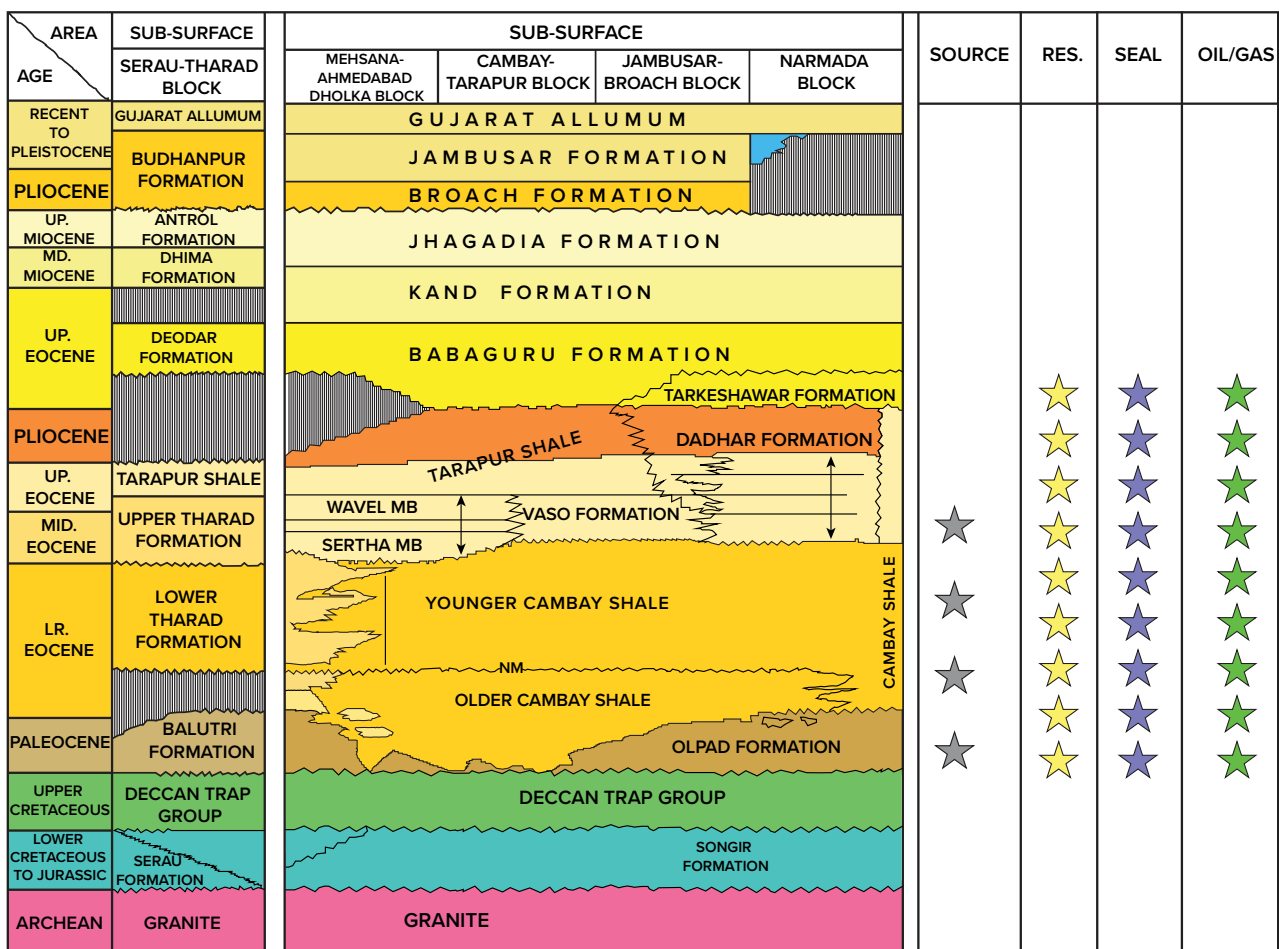 AREA
AGE
SUB-SURFACE
SERAU-THARAD
BLOCK
SUB-SURFACE
MEHSANA-
AHMEDABAD
DHOLKA BLOCK
CAMBAY-
TARAPUR BLOCK
JAMBUSAR-
BROACH BLOCK
NARMADA
BLOCK
SOURCE
RES.
SEAL
OIL/GAS
RECENT
TO
PLEISTOCENE
PLIOCENE
UP.
MIOCENE
MD.
MIOCENE
UP.
EOCENE
PLIOCENE
UP.
EOCENE
MID.
EOCENE
LR.
EOCENE
PALEOCENE
UPPER
CRETACEOUS
LOWER
CRETACEOUS
TO JURASSIC
ARCHEAN
GUJARAT ALLUMUM
BUDHANPUR
FORMATION
ANTROL
FORMATION
DHIMA
FORMATION
DEODAR
FORMATION
TARAPUR SHALE
UPPER THARAD
FORMATION
LOWER
THARAD
FORMATION
BALUTRI
FORMATION
DECCAN TRAP
GROUP
SERAU
FORMATION
GRANITE
GUJARAT ALLUMUM
JAMBUSAR FORMATION
BROACH FORMATION
JHAGADIA FORMATION
KAND FORMATION
BABAGURU FORMATION
TARKESHAWAR FORMATION
TARAPUR SHALE
DADHAR FORMATION
WAVEL MB
VASO FORMATION
SERTHA MB
YOUNGER CAMBAY SHALE
CAMBAY SHALE
NM
OLDER CAMBAY SHALE
OLPAD FORMATION
DECCAN TRAP GROUP
SONGIR
FORMATION
GRANITE